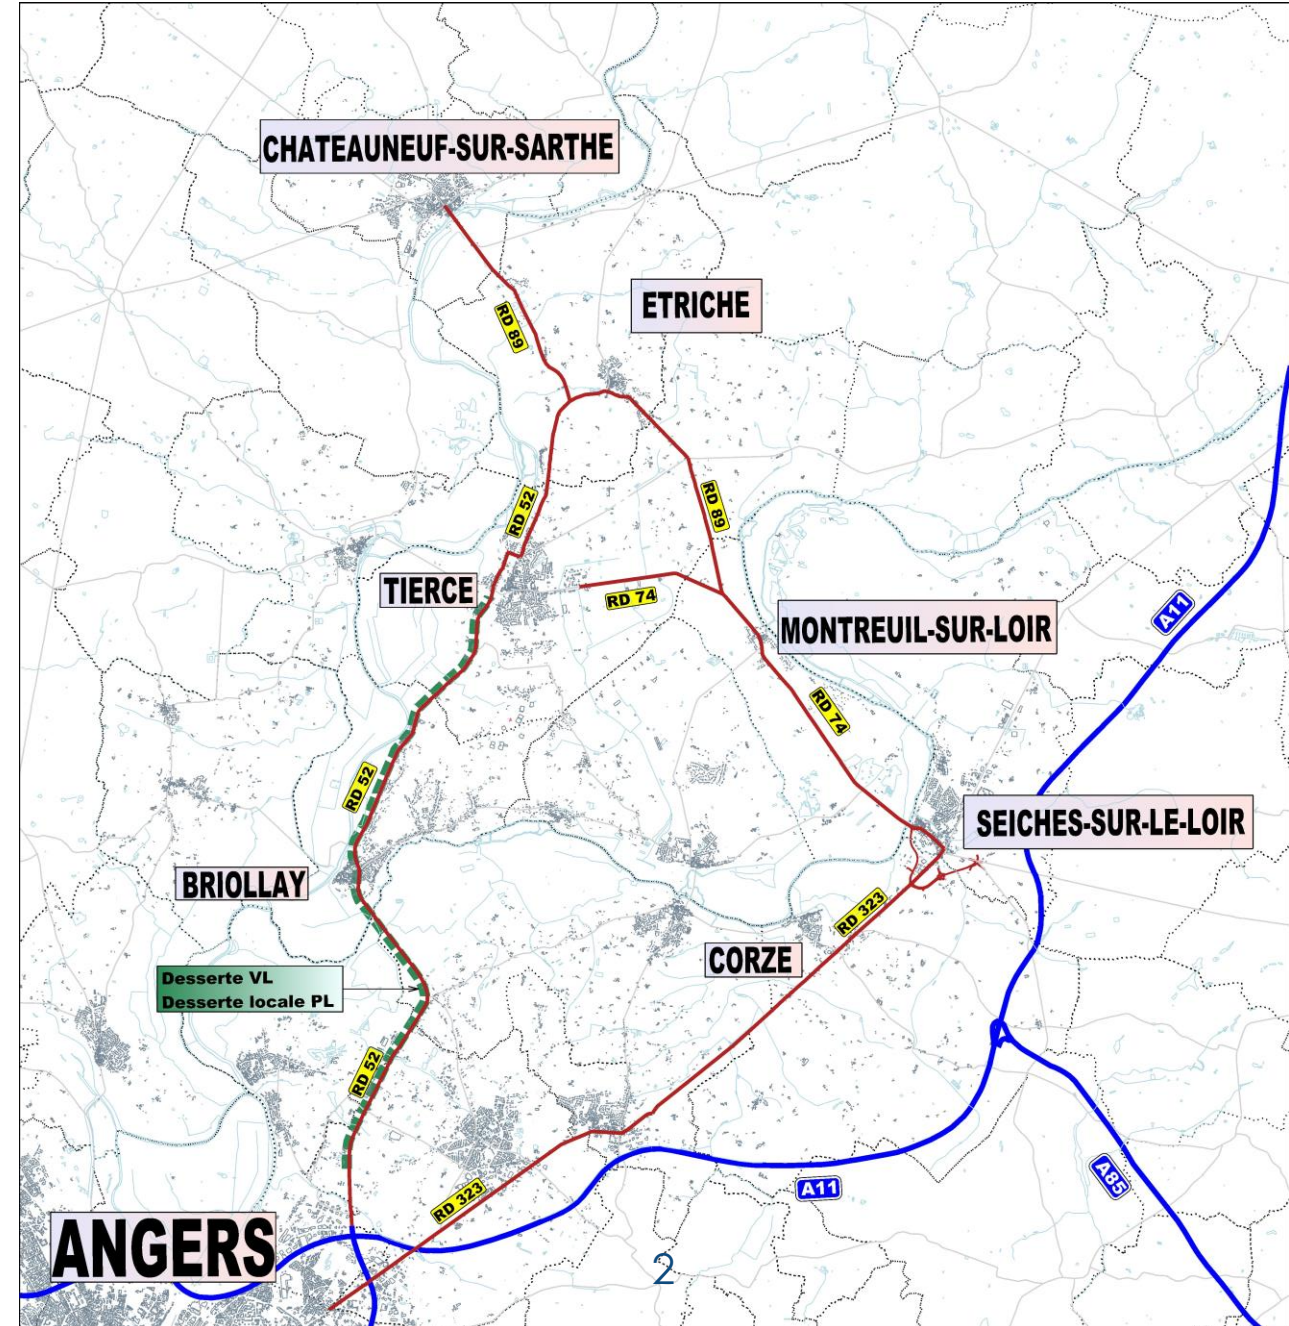 CHATEAUNEUF-SUR-SARTHE
ETRICHE
RD 89
RD 52
RD 89
TIERCE
RD 74
MONTREUIL-SUR-LOIR
A11
RD 74
RD 52
SEICHES-SUR-LE-LOIR
BRIOLLAY
RD 323
CORZE
Desserte VL
Desserte locale PL
RD 52
RD 323
A11
A85
ANGERS
2